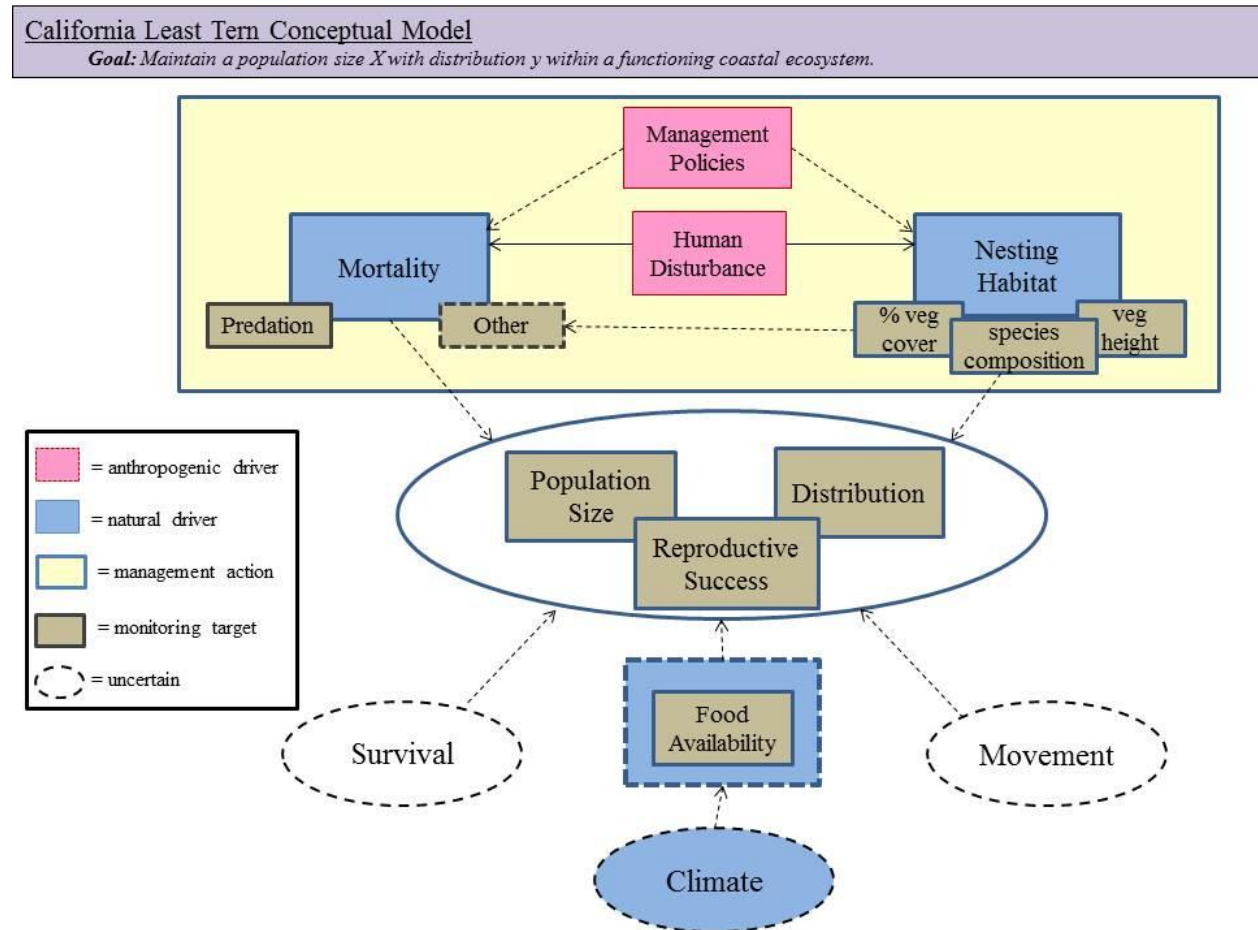 California Least Tern Conceptual Model
Goal: Maintain a population size X with distribution y within a functioning coastal ecosystem.
Management
Policies
Human
Disturbance
Mortality
Predation
Other
Nesting
Habitat
% veg
cover
species
composition
veg
height
= anthropogenic driver
= natural driver
= management action
= monitoring target
= uncertain
Population
Size
Distribution
Reproductive
Success
Survival
Food
Availability
Movement
Climate